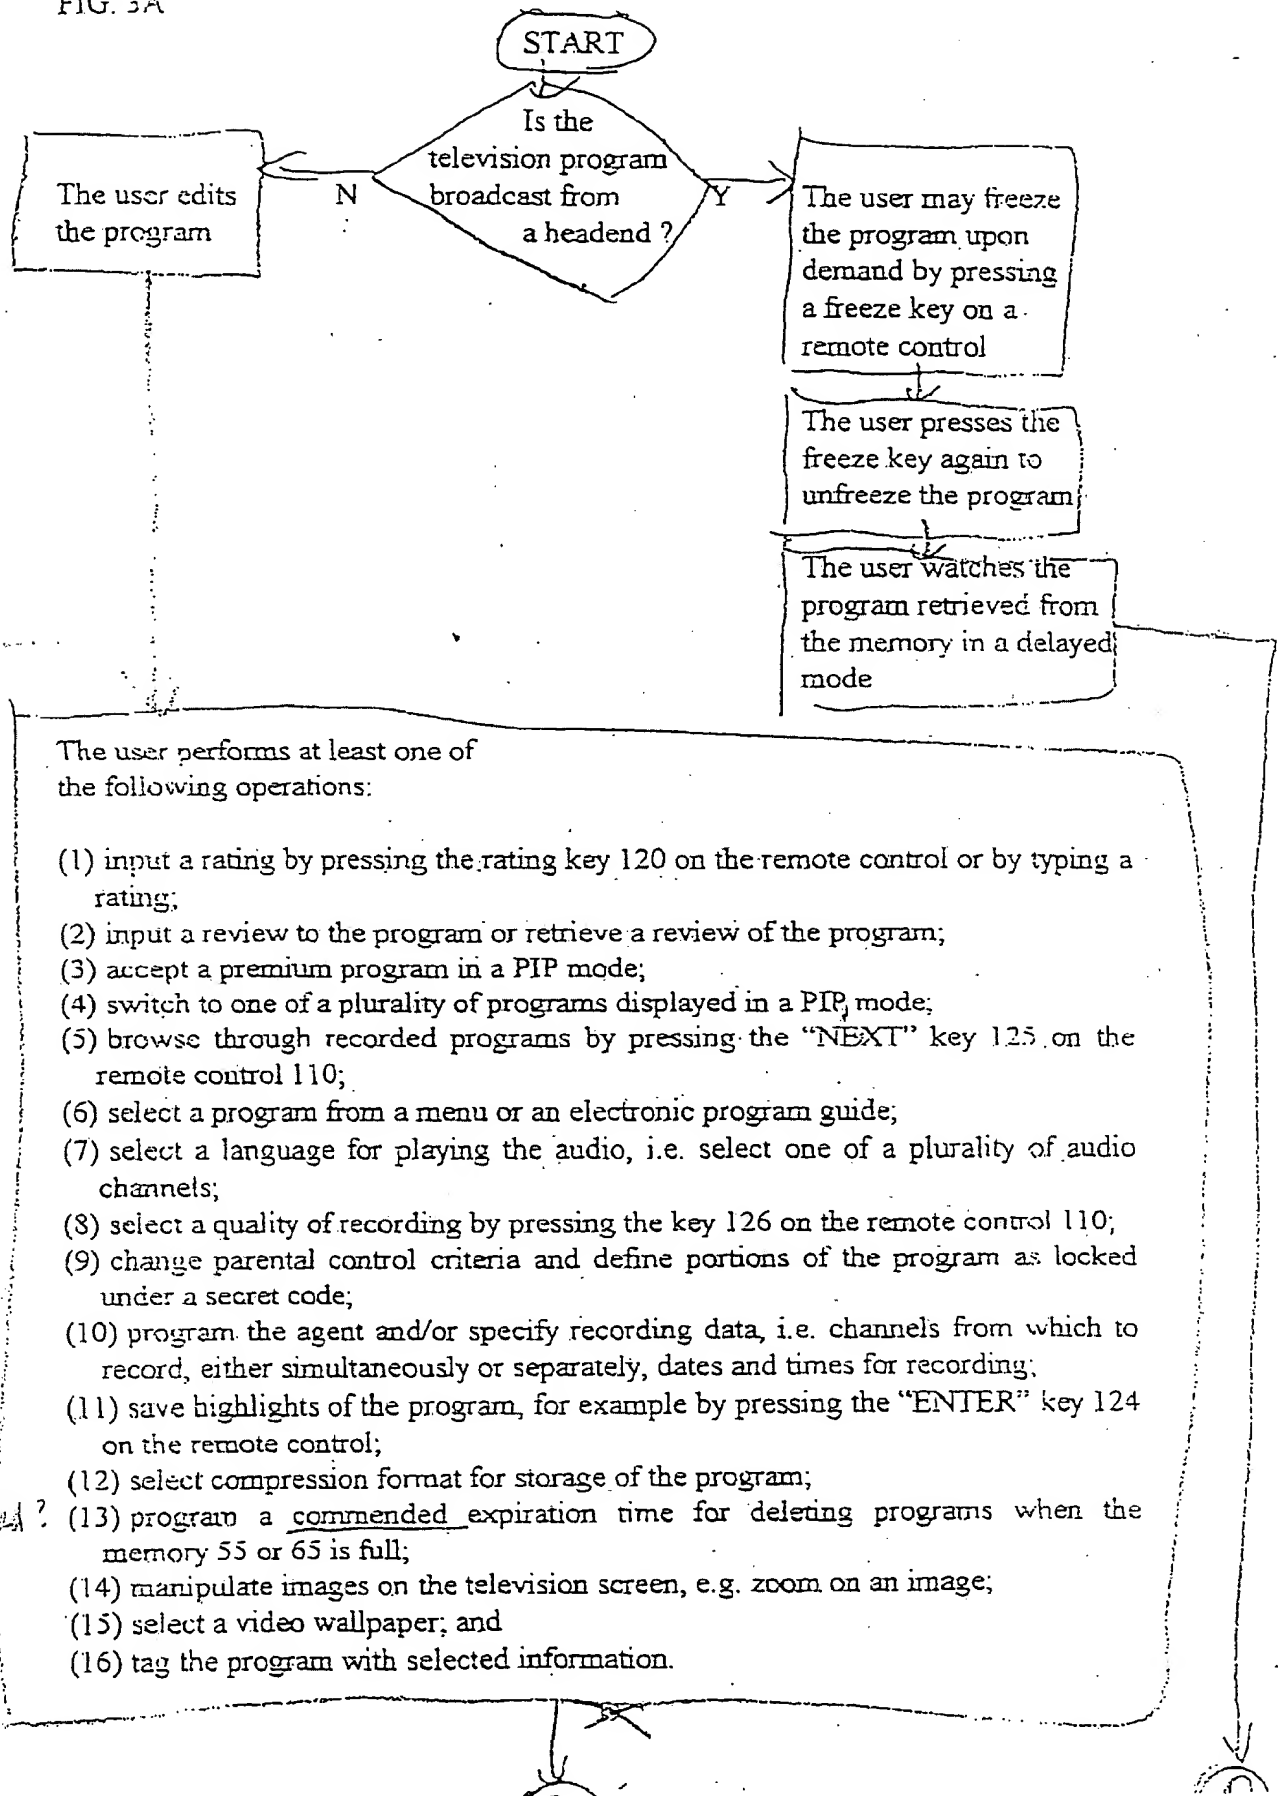 FIG. 3A
START
Is the
television program
broadcast from
a headend ?
N
Y
The user edits
the program
The user may freeze
the program upon
demand by pressing
a freeze key on a
remote control
The user presses the
freeze key again to
unfreeze the program
The user watches the
program retrieved from
the memory in a delayed
mode
The user performs at least one of
the following operations:
(1) input a rating by pressing the rating key 120 on the remote control or by typing a
rating;
(2) input a review to the program or retrieve a review of the program;
(3) accept a premium program in a PIP mode;
(4) switch to one of a plurality of programs displayed in a PIP mode;
(5) browse through recorded programs by pressing the “NEXT” key 125 on the
remote control 110;
(6) select a program from a menu or an electronic program guide;
(7) select a language for playing the audio, i.e. select one of a plurality of audio
channels;
(8) select a quality of recording by pressing the key 126 on the remote control 110;
(9) change parental control criteria and define portions of the program as locked
under a secret code;
(10) program the agent and/or specify recording data, i.e. channels from which to
record, either simultaneously or separately, dates and times for recording;
(11) save highlights of the program, for example by pressing the “ENTER” key 124
on the remote control;
(12) select compression format for storage of the program;
? (13) program a commended expiration time for deleting programs when the
memory 55 or 65 is full;
(14) manipulate images on the television screen, e.g. zoom on an image;
(15) select a video wallpaper; and
(16) tag the program with selected information.